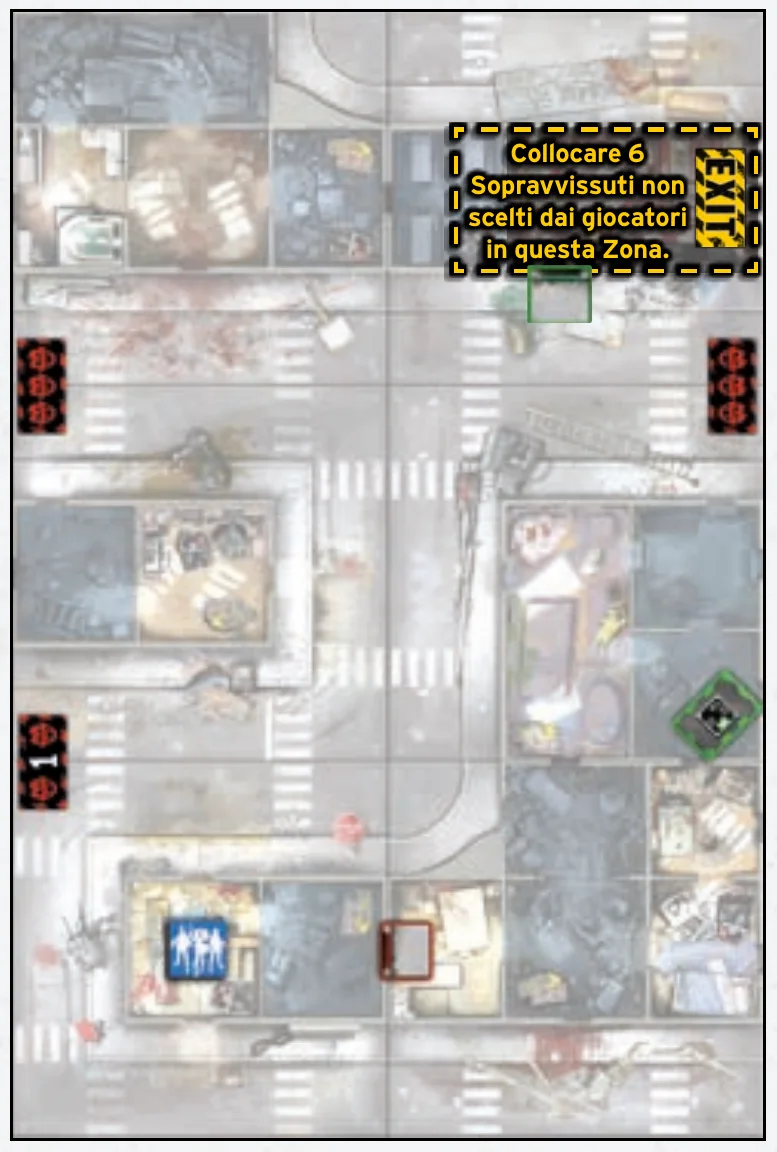 Collocare 6
Sopravvissuti non
scelti dai giocatori
in questa Zona.
EXIT
1